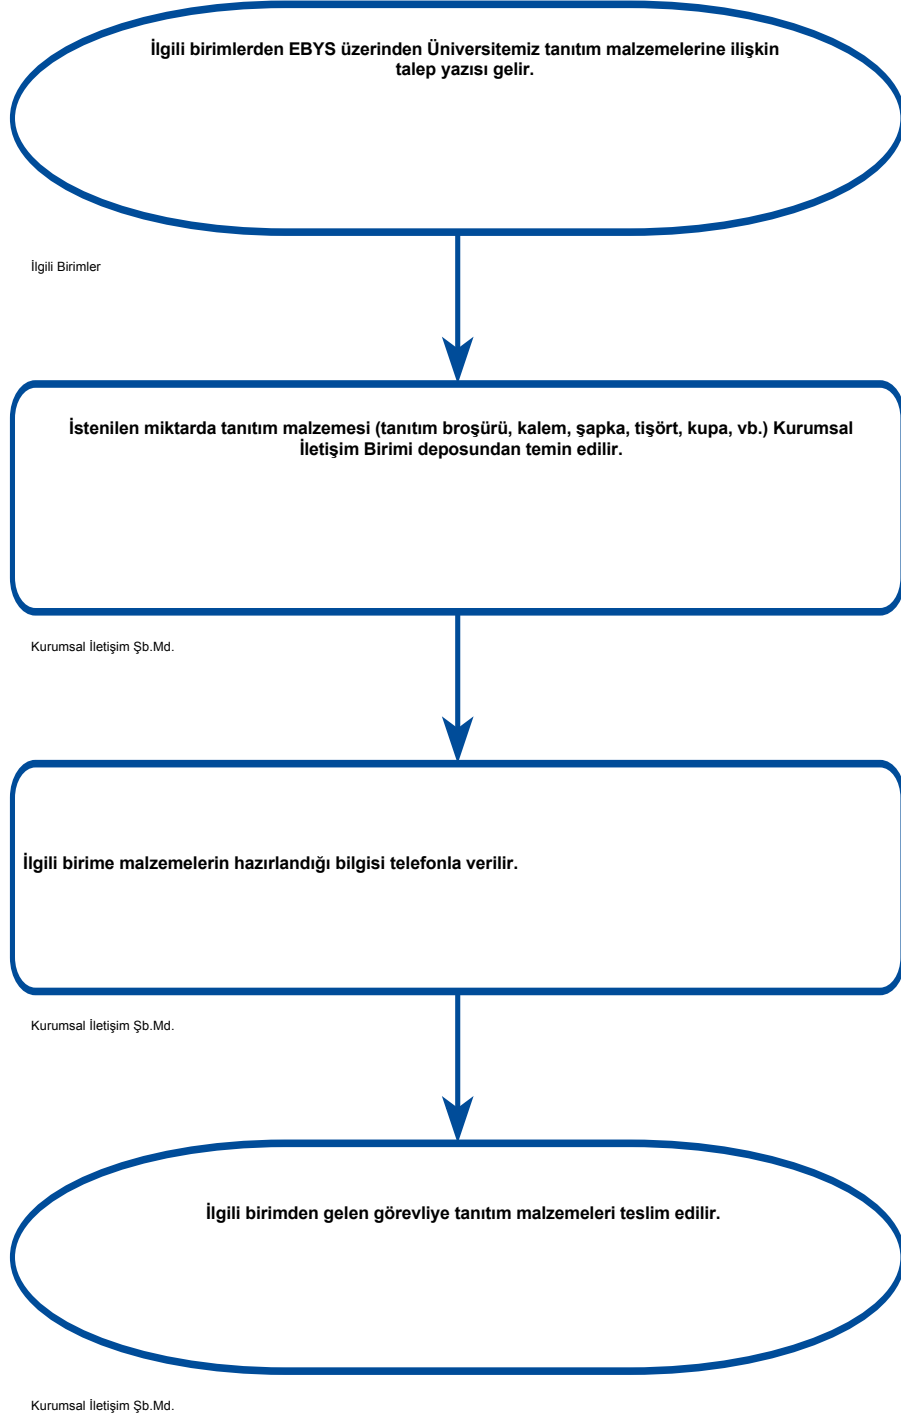 İlgili birimlerden EBYS üzerinden Üniversitemiz tanıtım malzemelerine ilişkin
talep yazısı gelir.
İlgili Birimler
İstenilen miktarda tanıtım malzemesi (tanıtım broşürü, kalem, şapka, tişört, kupa, vb.) Kurumsal
İletişim Birimi deposundan temin edilir.
Kurumsal İletişim Şb.Md.
İlgili birime malzemelerin hazırlandığı bilgisi telefonla verilir.
Kurumsal İletişim Şb.Md.
İlgili birimden gelen görevliye tanıtım malzemeleri teslim edilir.
Kurumsal İletişim Şb.Md.